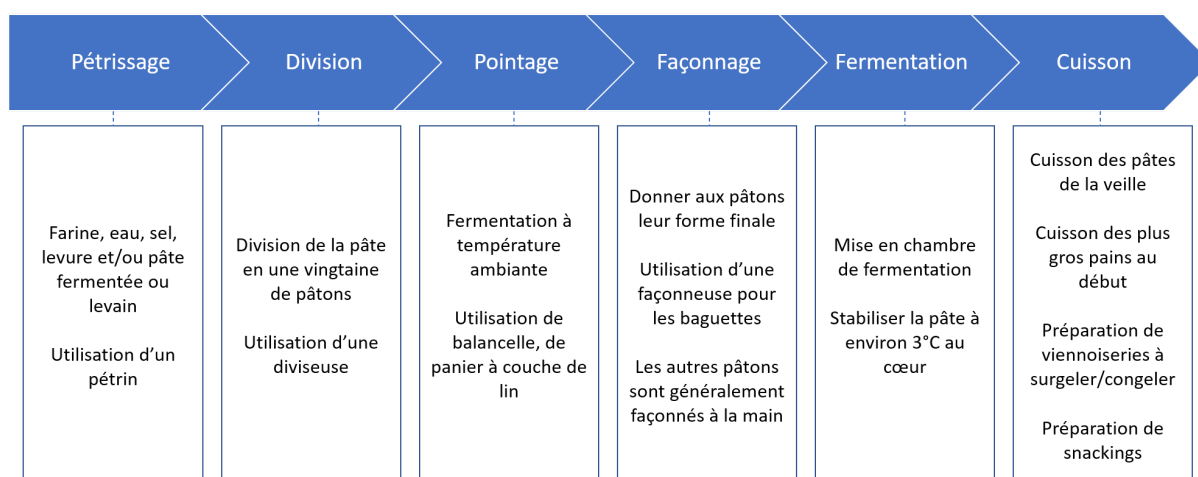 Pétrissage
Division
Pointage
Façonnage
Fermentation
Cuisson
Farine, eau, sel,
levure et/ou pâte
fermentée ou
levain
Utilisation d’un
pétrin
Division de la pâte
en une vingtaine
de pâtons
Utilisation d’une
diviseuse
Fermentation à
température
ambiante
Utilisation de
balancelle, de
panier à couche de
lin
Donner aux pâtons
leur forme finale
Utilisation d’une
façonneuse pour
les baguettes
Les autres pâtons
sont généralement
façonnés à la main
Mise en chambre
de fermentation
Stabiliser la pâte à
environ 3°C au
cœur
Cuisson des pâtes
de la veille
Cuisson des plus
gros pains au
début
Préparation de
viennoiseries à
surgeler/congeler
Préparation de
snackings